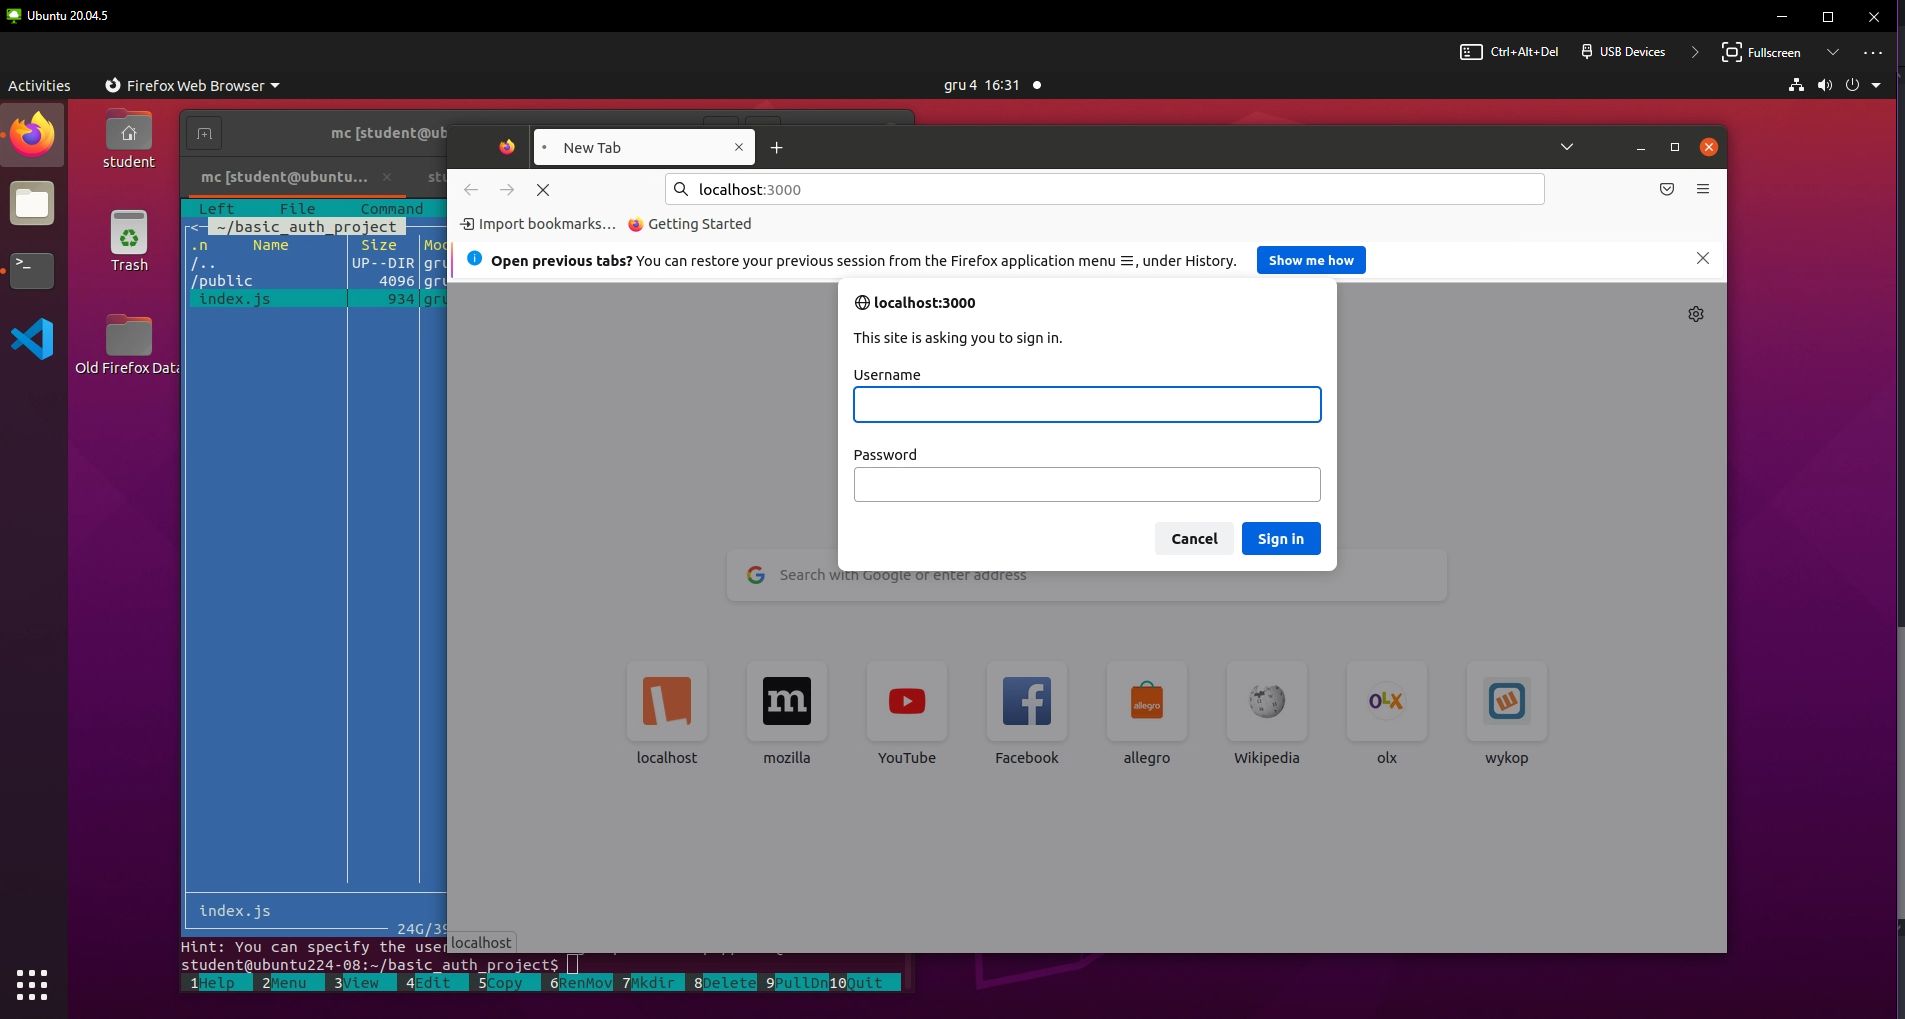 Ubuntu 20.04.5
Ctrl+Alt+Del
USB Devices
Fullscreen
Activities
Firefox Web Browser
gru 4 16:31
student
Trash
Old Firefox Data
mc [student@ub
mc [student@ubuntu...
stu
Left File Command
<- ~/basic_auth_project
.n Name Size Mod
/.. UP--DIR gru
/public 4096 gru
index.js 934 gru
index.js
24G/39
Hint: You can specify the user
student@ubuntu224-08:~/basic_auth_project$
1Help 2Menu 3View 4Edit 5Copy 6RenMov 7Mkdir 8Delete 9PullDn10Quit
New Tab
localhost:3000
Import bookmarks...
Getting Started
Open previous tabs? You can restore your previous session from the Firefox application menu ☰, under History.
Show me how
localhost:3000
This site is asking you to sign in.
Username
Password
Cancel
Sign in
Search with Google or enter address
m
allegro
OLX
localhost
mozilla
YouTube
Facebook
allegro
Wikipedia
olx
wykop
localhost